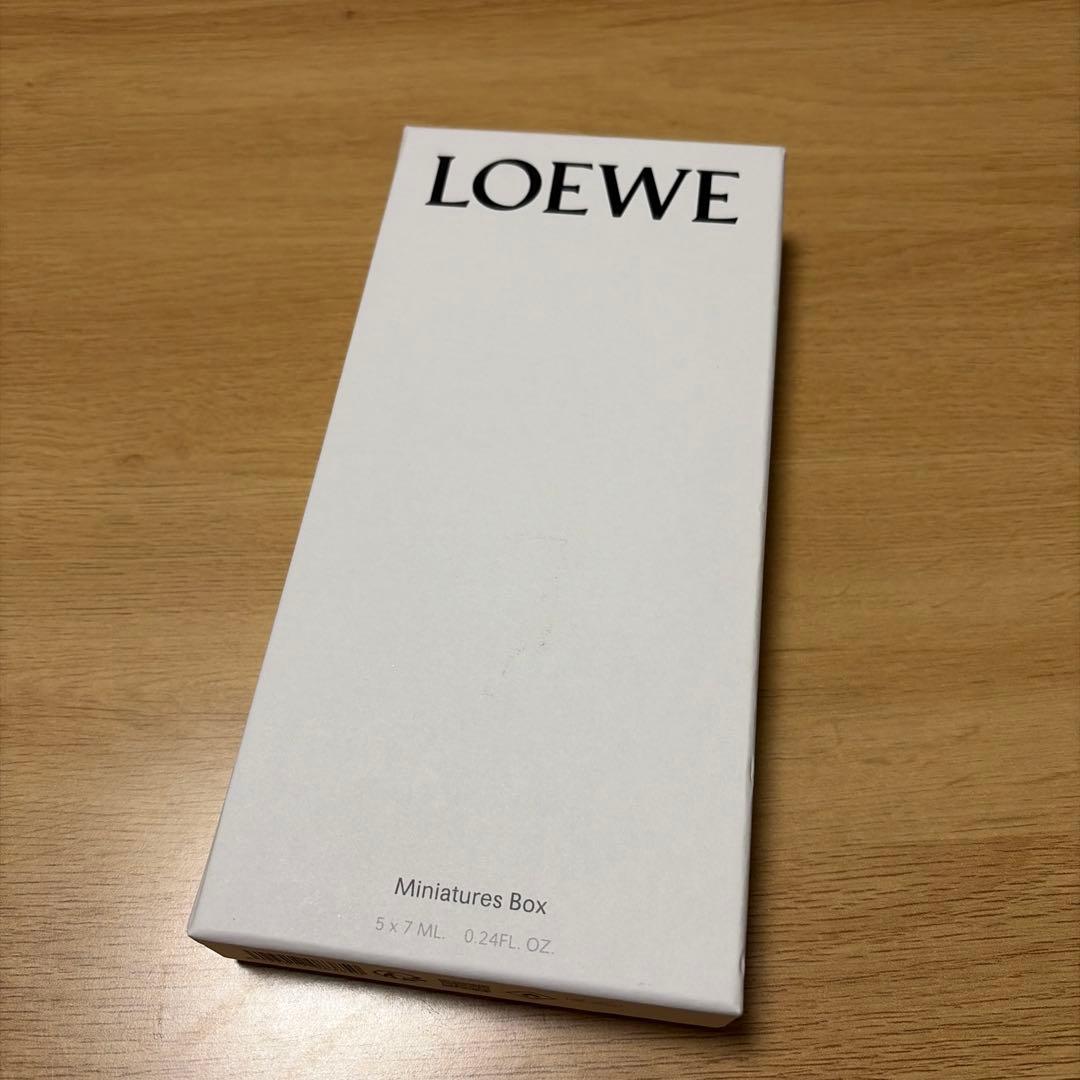 LOEWE
Miniatures Box
5 x 7 ML. 0.24FL. OZ.